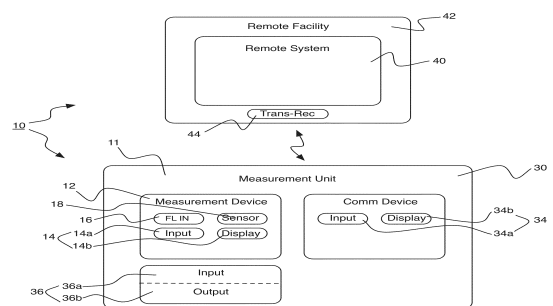 Remote Facility
42
Remote System
40
10
Trans-Rec
44
11
Measurement Unit
30
12
Measurement Device
Comm Device
18
16
FL IN
Sensor
Input
Display
34b
34
14
14a
Input
Display
34a
14b
36
36a
Input
36b
Output